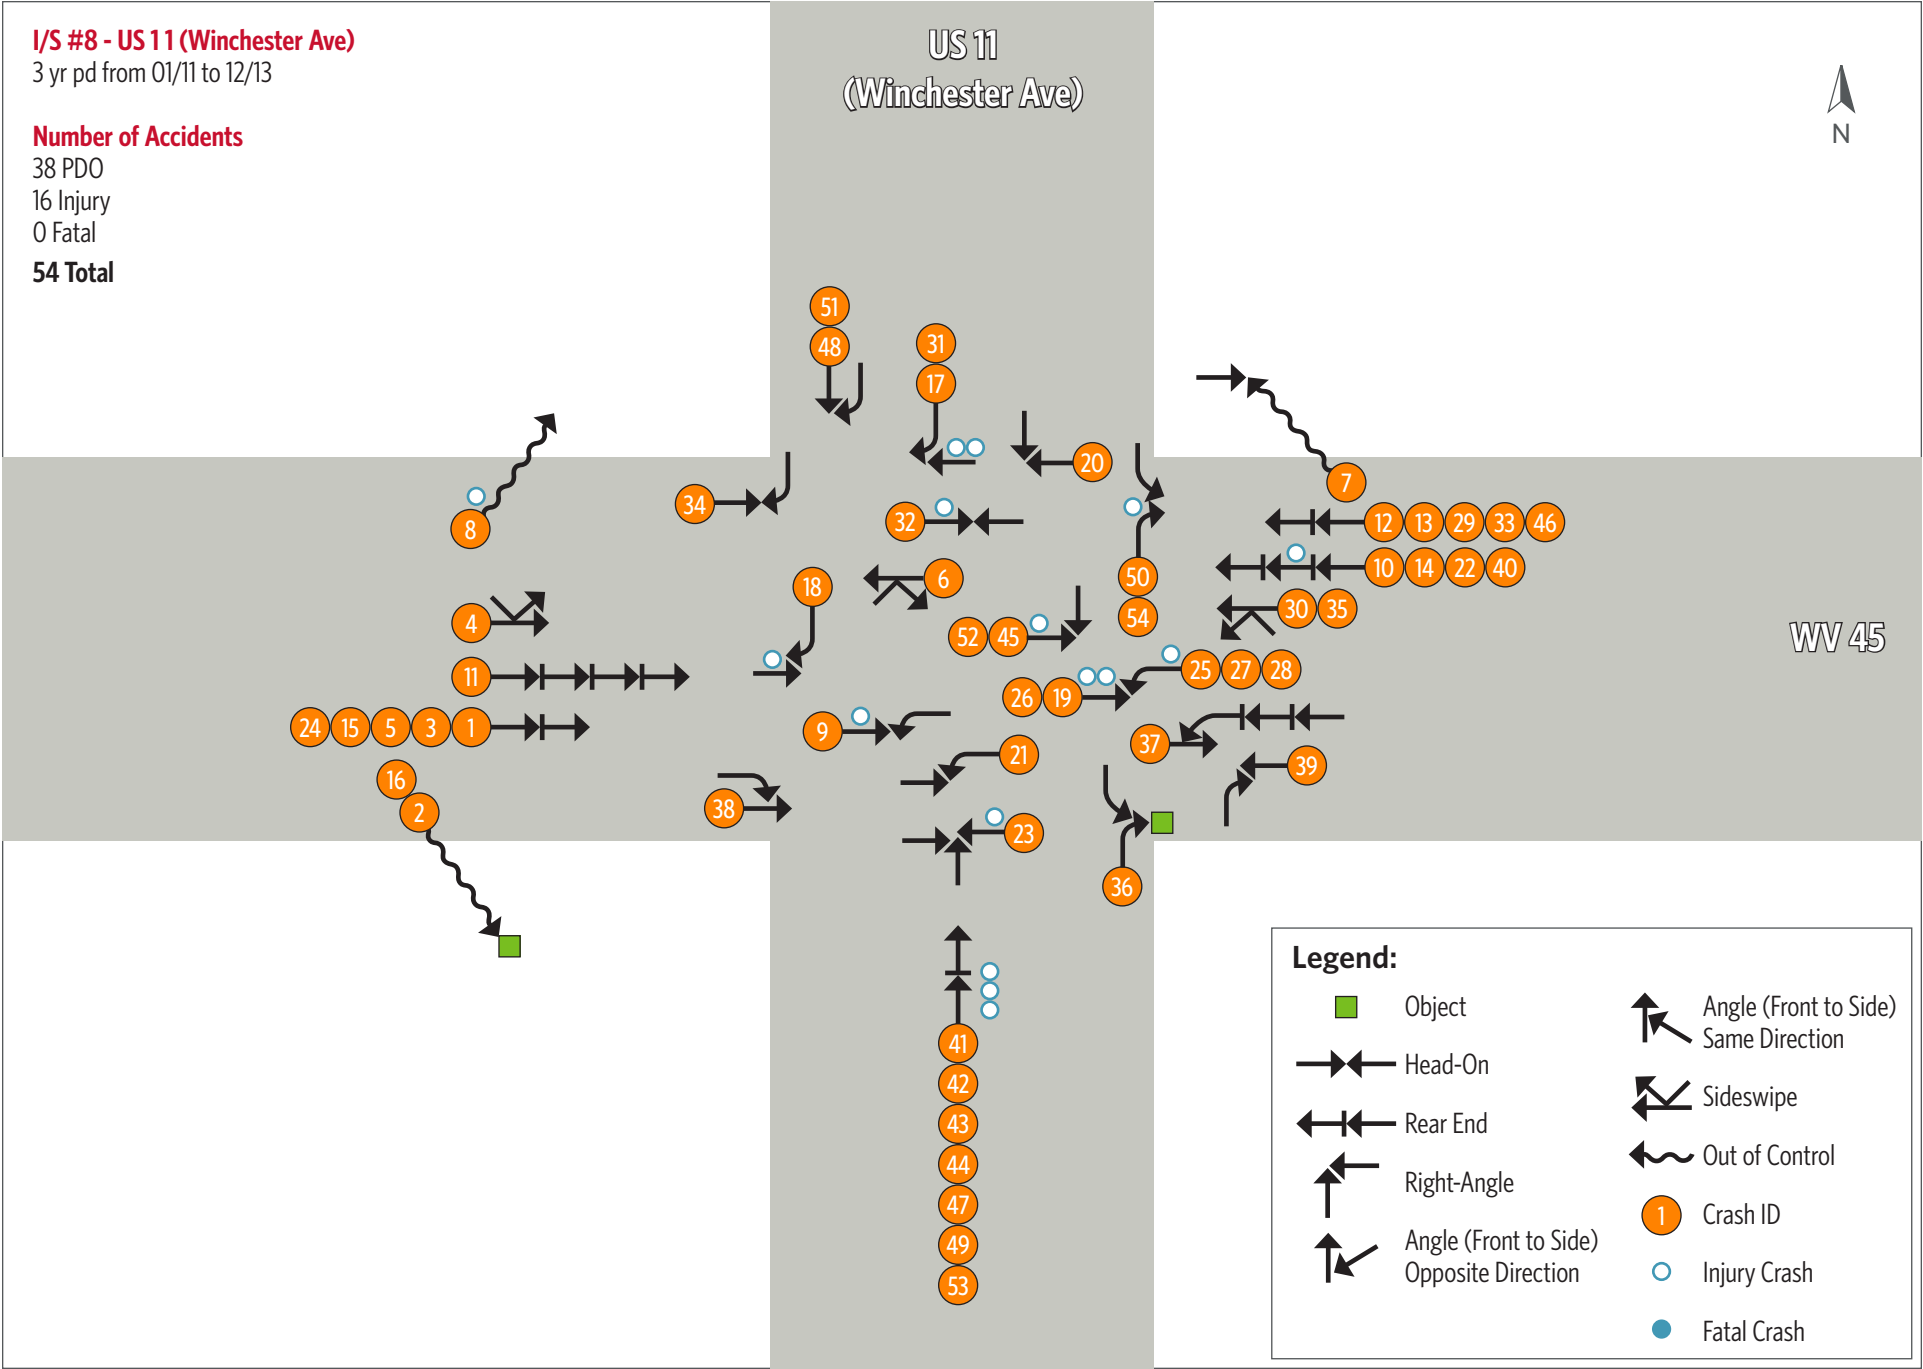 I/S #8 - US 11 (Winchester Ave)
3 yr pd from 01/11 to 12/13
Number of Accidents
38 PDO
16 Injury
0 Fatal
54 Total
US 11
(Winchester Ave)
N
51
48
31
17
20
34
32
8
7
12 13 29 33 46
10 14 22 40
30 35
WV 45
50
54
18
6
4
52 45
11
25 27 28
26 19
24 15 5 3 1
9
21
37
39
16
2
38
23
36
41
42
43
44
47
49
53
Legend:
Object
Head-On
Rear End
Right-Angle
Angle (Front to Side)
Opposite Direction
Angle (Front to Side)
Same Direction
Sideswipe
Out of Control
1 Crash ID
Injury Crash
Fatal Crash